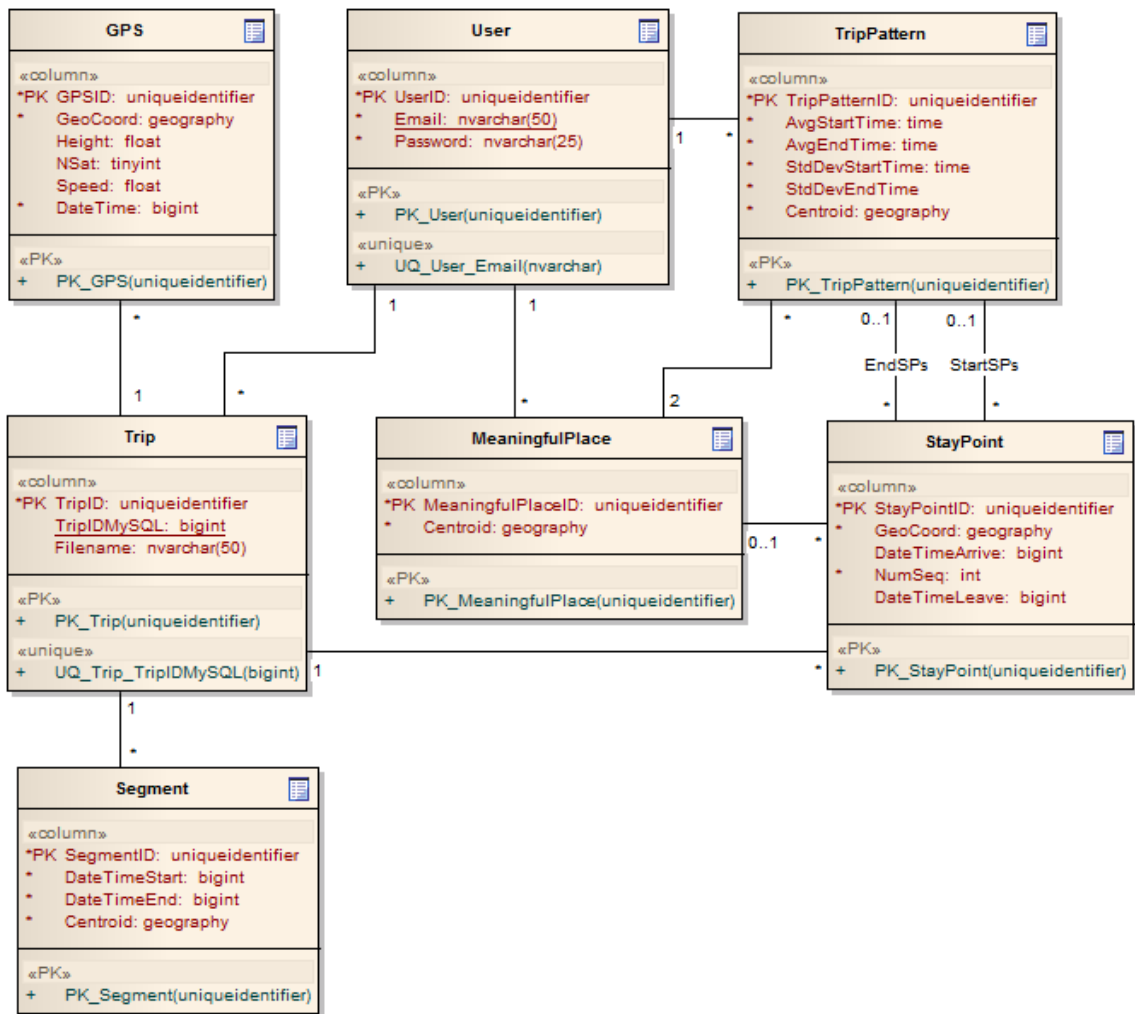 GPS
«column»
*PK GPSID: uniqueidentifier
* GeoCoord: geography
Height: float
NSat: tinyint
Speed: float
* DateTime: bigint
«PK»
+ PK_GPS(uniqueidentifier)
User
«column»
*PK UserID: uniqueidentifier
* Email: nvarchar(50)
* Password: nvarchar(25)
«PK»
+ PK_User(uniqueidentifier)
«unique»
+ UQ_User_Email(nvarchar)
TripPattern
«column»
*PK TripPatternID: uniqueidentifier
* AvgStartTime: time
* AvgEndTime: time
* StdDevStartTime: time
* StdDevEndTime
* Centroid: geography
«PK»
+ PK_TripPattern(uniqueidentifier)
1 *
* 1
1 *
1 *
* 2
0..1 0..1
EndSPs StartSPs
* *
Trip
«column»
*PK TripID: uniqueidentifier
TripIDMySQL: bigint
Filename: nvarchar(50)
«PK»
+ PK_Trip(uniqueidentifier)
«unique»
+ UQ_Trip_TripIDMySQL(bigint)
MeaningfulPlace
«column»
*PK MeaningfulPlaceID: uniqueidentifier
* Centroid: geography
«PK»
+ PK_MeaningfulPlace(uniqueidentifier)
0..1 *
StayPoint
«column»
*PK StayPointID: uniqueidentifier
* GeoCoord: geography
DateTimeArrive: bigint
* NumSeq: int
DateTimeLeave: bigint
«PK»
+ PK_StayPoint(uniqueidentifier)
1 *
1
*
Segment
«column»
*PK SegmentID: uniqueidentifier
* DateTimeStart: bigint
* DateTimeEnd: bigint
* Centroid: geography
«PK»
+ PK_Segment(uniqueidentifier)